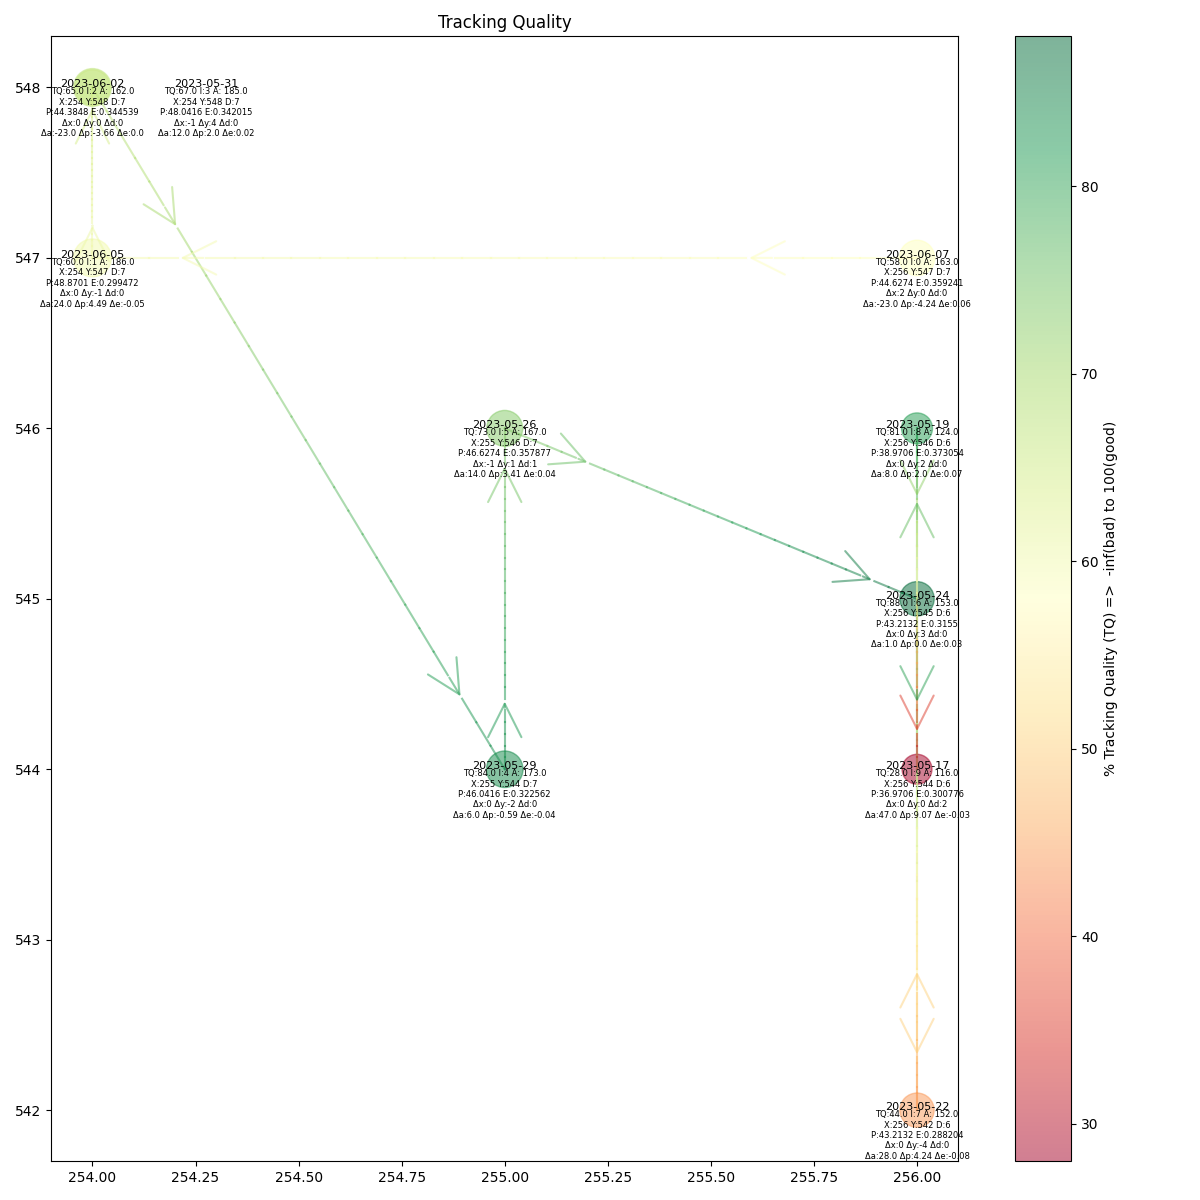 Tracking Quality
548
547
546
545
544
543
542
2023-06-02
TQ:65.0 I:2 A: 162.0
X:254 Y:548 D:7
P:44.3848 E:0.344539
Δx:0 Δy:0 Δd:0
Δa:-23.0 Δp:-3.66 Δe:0.0
2023-05-31
TQ:67.0 I:3 A: 185.0
X:254 Y:548 D:7
P:48.0416 E:0.342015
Δx:-1 Δy:4 Δd:0
Δa:12.0 Δp:2.0 Δe:0.02
2023-06-05
TQ:60.0 I:1 A: 186.0
X:254 Y:547 D:7
P:48.8701 E:0.299472
Δx:0 Δy:-1 Δd:0
Δa:24.0 Δp:4.49 Δe:-0.05
2023-06-07
TQ:58.0 I:0 A: 163.0
X:256 Y:547 D:7
P:44.6274 E:0.359241
Δx:2 Δy:0 Δd:0
Δa:-23.0 Δp:-4.24 Δe:0.06
2023-05-26
TQ:73.0 I:5 A: 167.0
X:255 Y:546 D:7
P:46.6274 E:0.357877
Δx:-1 Δy:1 Δd:1
Δa:14.0 Δp:3.41 Δe:0.04
2023-05-19
TQ:81.0 I:8 A: 124.0
X:256 Y:546 D:6
P:38.9706 E:0.373054
Δx:0 Δy:2 Δd:0
Δa:8.0 Δp:2.0 Δe:0.07
2023-05-24
TQ:88.0 I:6 A: 153.0
X:256 Y:545 D:6
P:43.2132 E:0.3155
Δx:0 Δy:3 Δd:0
Δa:1.0 Δp:0.0 Δe:0.03
2023-05-29
TQ:84.0 I:4 A: 173.0
X:255 Y:544 D:7
P:46.0416 E:0.322562
Δx:0 Δy:-2 Δd:0
Δa:6.0 Δp:-0.59 Δe:-0.04
2023-05-17
TQ:28.0 I:9 A: 116.0
X:256 Y:544 D:6
P:36.9706 E:0.300776
Δx:0 Δy:0 Δd:2
Δa:47.0 Δp:9.07 Δe:-0.03
2023-05-22
TQ:44.0 I:7 A: 152.0
X:256 Y:542 D:6
P:43.2132 E:0.288204
Δx:0 Δy:-4 Δd:0
Δa:28.0 Δp:4.24 Δe:-0.08
254.00 254.25 254.50 254.75 255.00 255.25 255.50 255.75 256.00
80
70
60
50
40
30
% Tracking Quality (TQ) => -inf(bad) to 100(good)